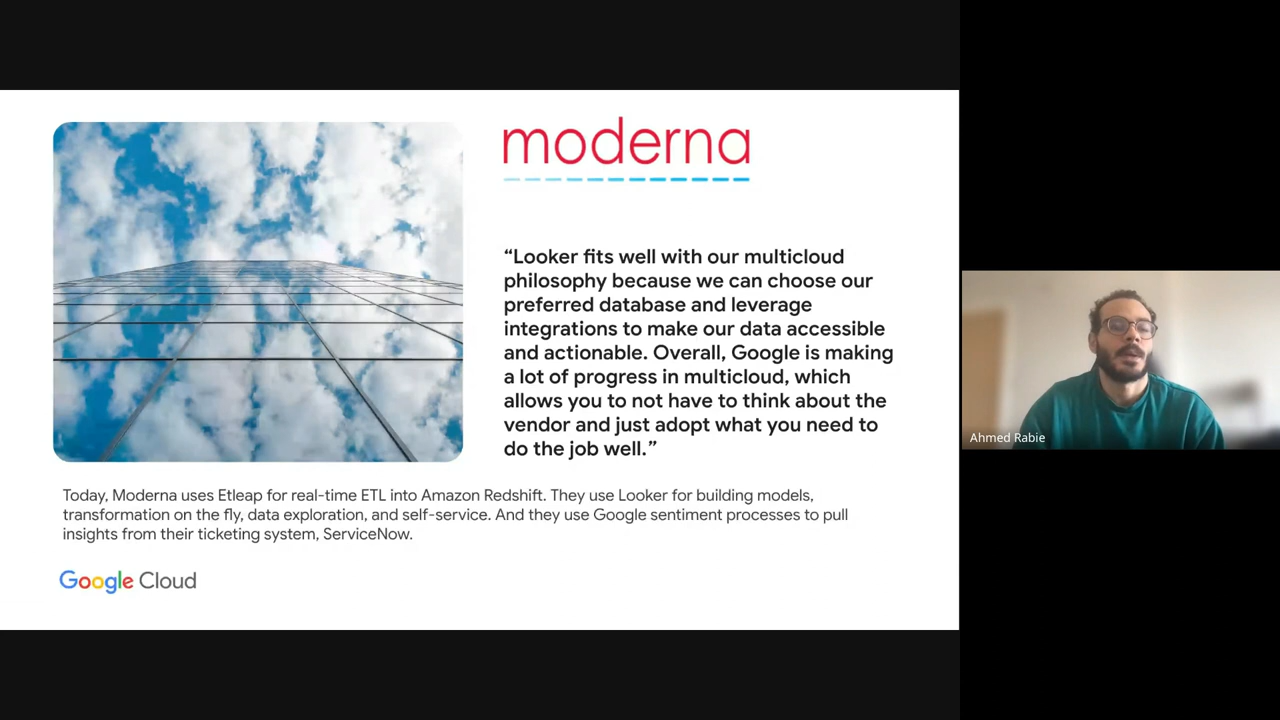 moderna
“Looker fits well with our multicloud
philosophy because we can choose our
preferred database and leverage
integrations to make our data accessible
and actionable. Overall, Google is making
a lot of progress in multicloud, which
allows you to not have to think about the
vendor and just adopt what you need to
do the job well.”
Today, Moderna uses Etleap for real-time ETL into Amazon Redshift. They use Looker for building models,
transformation on the fly, data exploration, and self-service. And they use Google sentiment processes to pull
insights from their ticketing system, ServiceNow.
Google Cloud
Ahmed Rabie